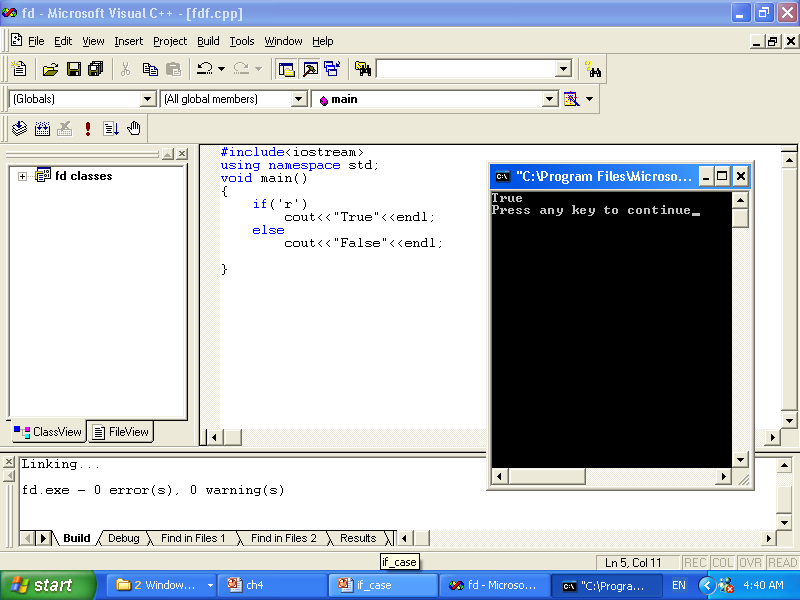 fd - Microsoft Visual C++ - [fdf.cpp]
File Edit View Insert Project Build Tools Window Help
(Globals) (All global members) main
fd classes
#include<iostream>
using namespace std;
void main()
{
if('r')
cout<<"True"<<endl;
else
cout<<"False"<<endl;
}
"C:\Program Files\Microso...
True
Press any key to continue_
ClassView FileView
Linking...
fd.exe - 0 error(s), 0 warning(s)
Build Debug Find in Files 1 Find in Files 2 Results
if_case
Ln 5, Col 11 REC COL OVR READ
start 2 Window... ch4 if_case fd - Microso... "C:\Progra... EN 4:40 AM